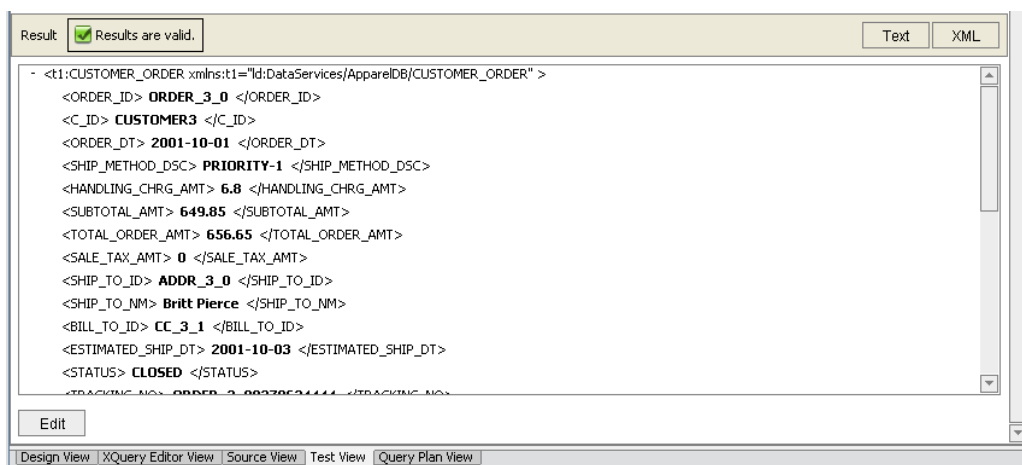 Result Results are valid. Text XML
- <t1:CUSTOMER_ORDER xmlns:t1="ld:DataServices/ApparelDB/CUSTOMER_ORDER" >
<ORDER_ID> ORDER_3_0 </ORDER_ID>
<C_ID> CUSTOMER3 </C_ID>
<ORDER_DT> 2001-10-01 </ORDER_DT>
<SHIP_METHOD_DSC> PRIORITY-1 </SHIP_METHOD_DSC>
<HANDLING_CHRG_AMT> 6.8 </HANDLING_CHRG_AMT>
<SUBTOTAL_AMT> 649.85 </SUBTOTAL_AMT>
<TOTAL_ORDER_AMT> 656.65 </TOTAL_ORDER_AMT>
<SALE_TAX_AMT> 0 </SALE_TAX_AMT>
<SHIP_TO_ID> ADDR_3_0 </SHIP_TO_ID>
<SHIP_TO_NM> Britt Pierce </SHIP_TO_NM>
<BILL_TO_ID> CC_3_1 </BILL_TO_ID>
<ESTIMATED_SHIP_DT> 2001-10-03 </ESTIMATED_SHIP_DT>
<STATUS> CLOSED </STATUS>
<TRACKING_NO> </TRACKING_NO>
Edit
Design View XQuery Editor View Source View Test View Query Plan View